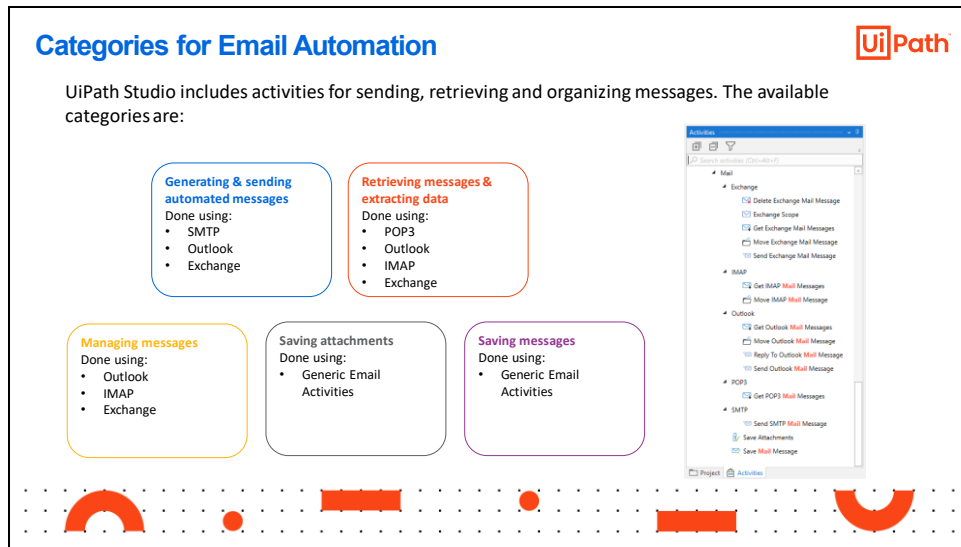 Categories for Email Automation
UiPath
UiPath Studio includes activities for sending, retrieving and organizing messages. The available
categories are:
Generating & sending
automated messages
Done using:
• SMTP
• Outlook
• Exchange
Retrieving messages &
extracting data
Done using:
• POP3
• Outlook
• IMAP
• Exchange
Managing messages
Done using:
• Outlook
• IMAP
• Exchange
Saving attachments
Done using:
• Generic Email
Activities
Saving messages
Done using:
• Generic Email
Activities
Activities
Search activities (Ctrl+Alt+F)
Mail
Exchange
Delete Exchange Mail Message
Exchange Scope
Get Exchange Mail Messages
Move Exchange Mail Message
Send Exchange Mail Message
IMAP
Get IMAP Mail Messages
Move IMAP Mail Message
Outlook
Get Outlook Mail Messages
Move Outlook Mail Message
Reply To Outlook Mail Message
Send Outlook Mail Message
POP3
Get POP3 Mail Messages
SMTP
Send SMTP Mail Message
Save Attachments
Save Mail Message
Project Activities